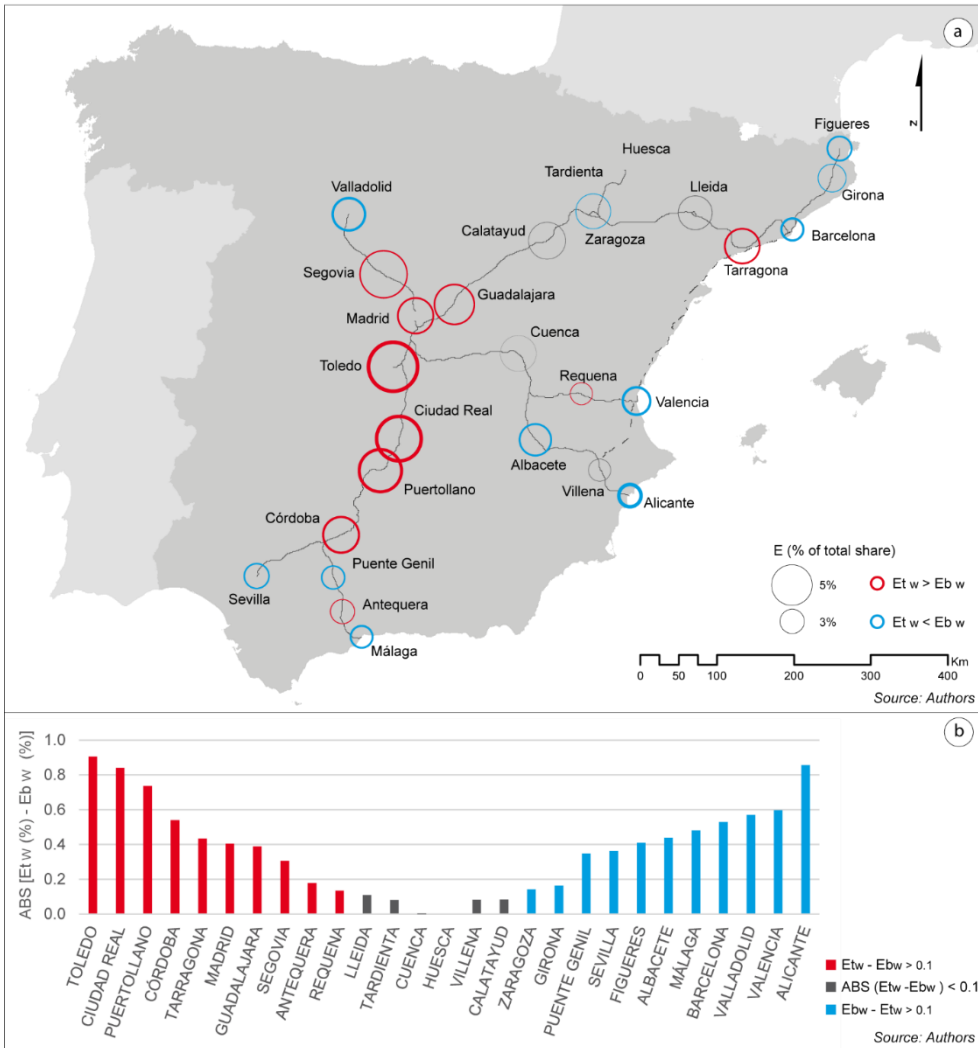 a
N
Figueres
Huesca
Tardienta
Lleida
Valladolid
Girona
Calatayud
Zaragoza
Barcelona
Segovia
Tarragona
Guadalajara
Madrid
Cuenca
Toledo
Requena
Valencia
Ciudad Real
Albacete
Puertollano
Villena
Alicante
Córdoba
E (% of total share)
Puente Genil
5%
Et w > Eb w
Sevilla
Antequera
3%
Et w < Eb w
Málaga
Km
0 50 100 200 300 400
Source: Authors
b
ABS [Et w (%) - Eb w (%)]
1.0
0.8
0.6
0.4
0.2
0.0
TOLEDO
CIUDAD REAL
PUERTOLLANO
CÓRDOBA
TARRAGONA
MADRID
GUADALAJARA
SEGOVIA
ANTEQUERA
REQUENA
LLEIDA
TARDIENTA
CUENCA
HUESCA
VILLENA
CALATAYUD
ZARAGOZA
GIRONA
PUENTE GENIL
SEVILLA
FIGUERES
ALBACETE
MÁLAGA
BARCELONA
VALLADOLID
VALENCIA
ALICANTE
Etw - Ebw > 0.1
ABS (Etw -Ebw ) < 0.1
Ebw - Etw > 0.1
Source: Authors